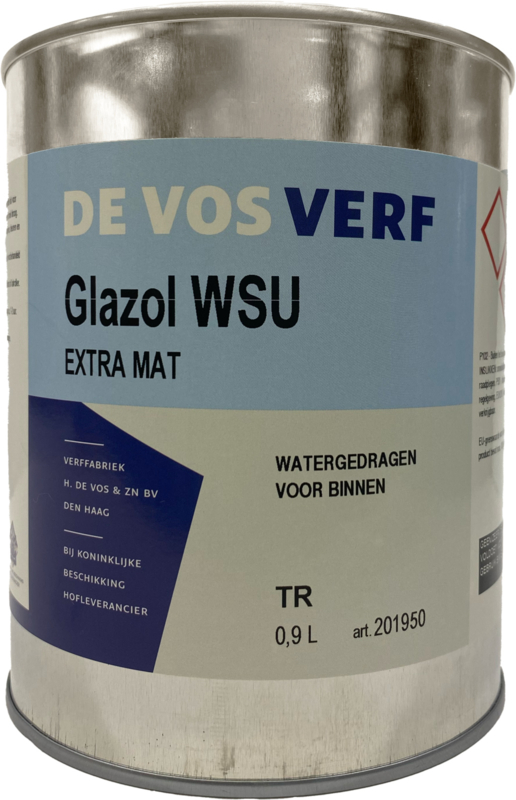 DE VOS VERF
Glazol WSU
EXTRA MAT
VERFFABRIEK
H. DE VOS & ZN BV
DEN HAAG
BIJ KONINKLIJKE
BESCHIKKING
HOFLEVERANCIER
WATERGEDRAGEN
VOOR BINNEN
TR
0,9 L art. 201950